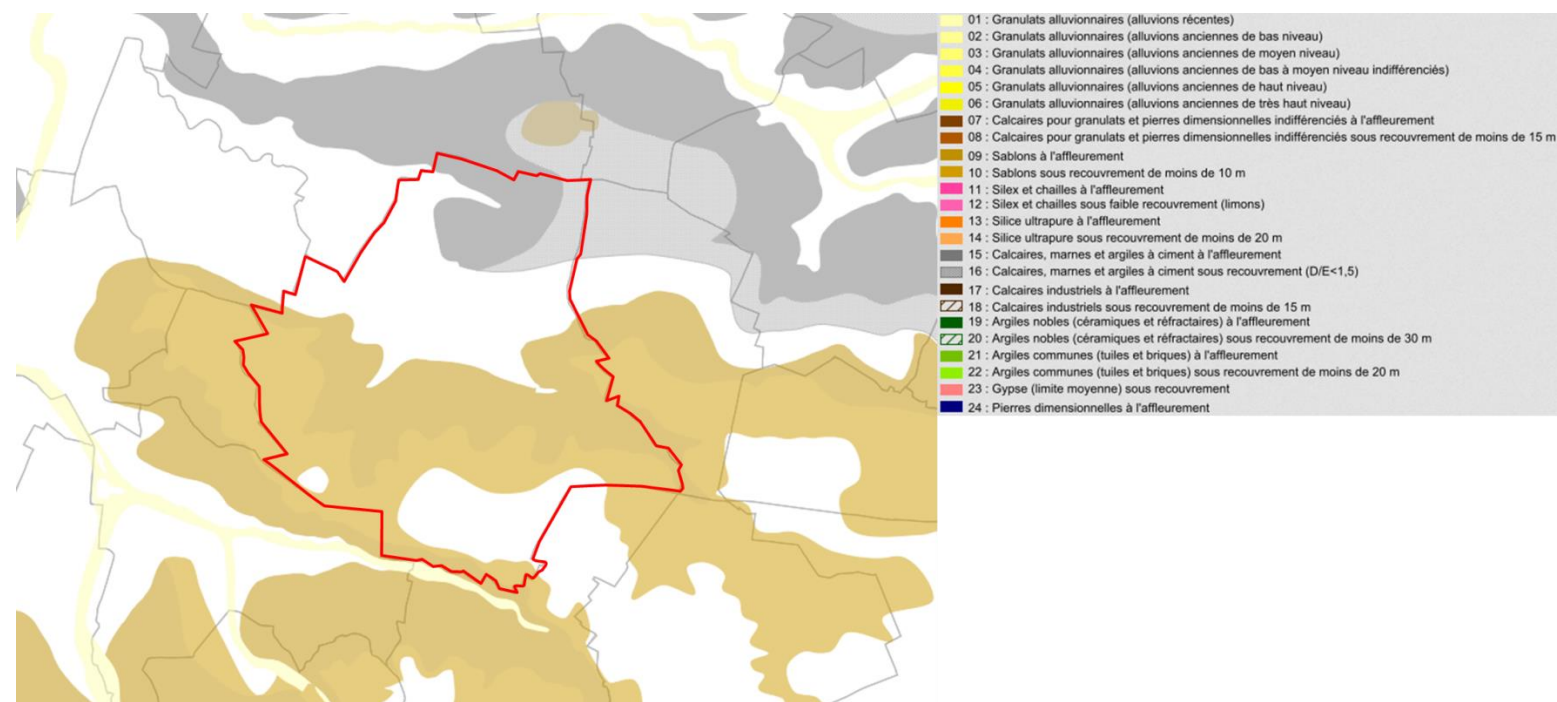 01 : Granulats alluvionnaires (alluvions récentes)
02 : Granulats alluvionnaires (alluvions anciennes de bas niveau)
03 : Granulats alluvionnaires (alluvions anciennes de moyen niveau)
04 : Granulats alluvionnaires (alluvions anciennes de bas à moyen niveau indifférenciés)
05 : Granulats alluvionnaires (alluvions anciennes de haut niveau)
06 : Granulats alluvionnaires (alluvions anciennes de très haut niveau)
07 : Calcaires pour granulats et pierres dimensionnelles indifférenciés à l'affleurement
08 : Calcaires pour granulats et pierres dimensionnelles indifférenciés sous recouvrement de moins de 15 m
09 : Sablons à l'affleurement
10 : Sablons sous recouvrement de moins de 10 m
11 : Silex et chailles à l'affleurement
12 : Silex et chailles sous faible recouvrement (limons)
13 : Silice ultrapure à l'affleurement
14 : Silice ultrapure sous recouvrement de moins de 20 m
15 : Calcaires, marnes et argiles à ciment à l'affleurement
16 : Calcaires, marnes et argiles à ciment sous recouvrement (D/E<1,5)
17 : Calcaires industriels à l'affleurement
18 : Calcaires industriels sous recouvrement de moins de 15 m
19 : Argiles nobles (céramiques et réfractaires) à l'affleurement
20 : Argiles nobles (céramiques et réfractaires) sous recouvrement de moins de 30 m
21 : Argiles communes (tuiles et briques) à l'affleurement
22 : Argiles communes (tuiles et briques) sous recouvrement de moins de 20 m
23 : Gypse (limite moyenne) sous recouvrement
24 : Pierres dimensionnelles à l'affleurement